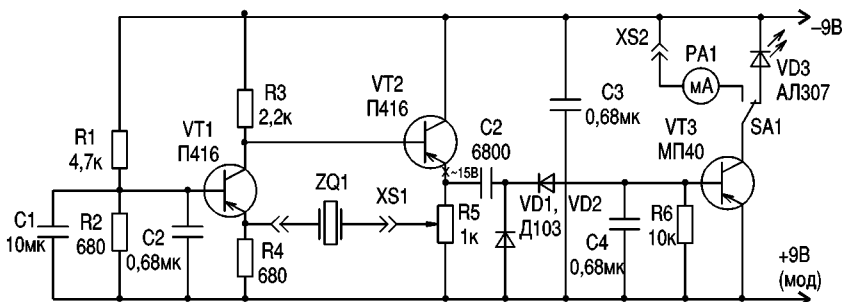 –9В
XS2
PA1
мА
VD3
АЛ307
SA1
R3
2,2к
VT2
П416
C3
0,68мк
R1
4,7к
VT1
П416
C2
6800
VT3
МП40
×~15В
ZQ1
XS1
C1
10мк
R2
680
C2
0,68мк
R4
680
R5
1к
VD1,
Д103
VD2
C4
0,68мк
R6
10к
+9В
(мод)